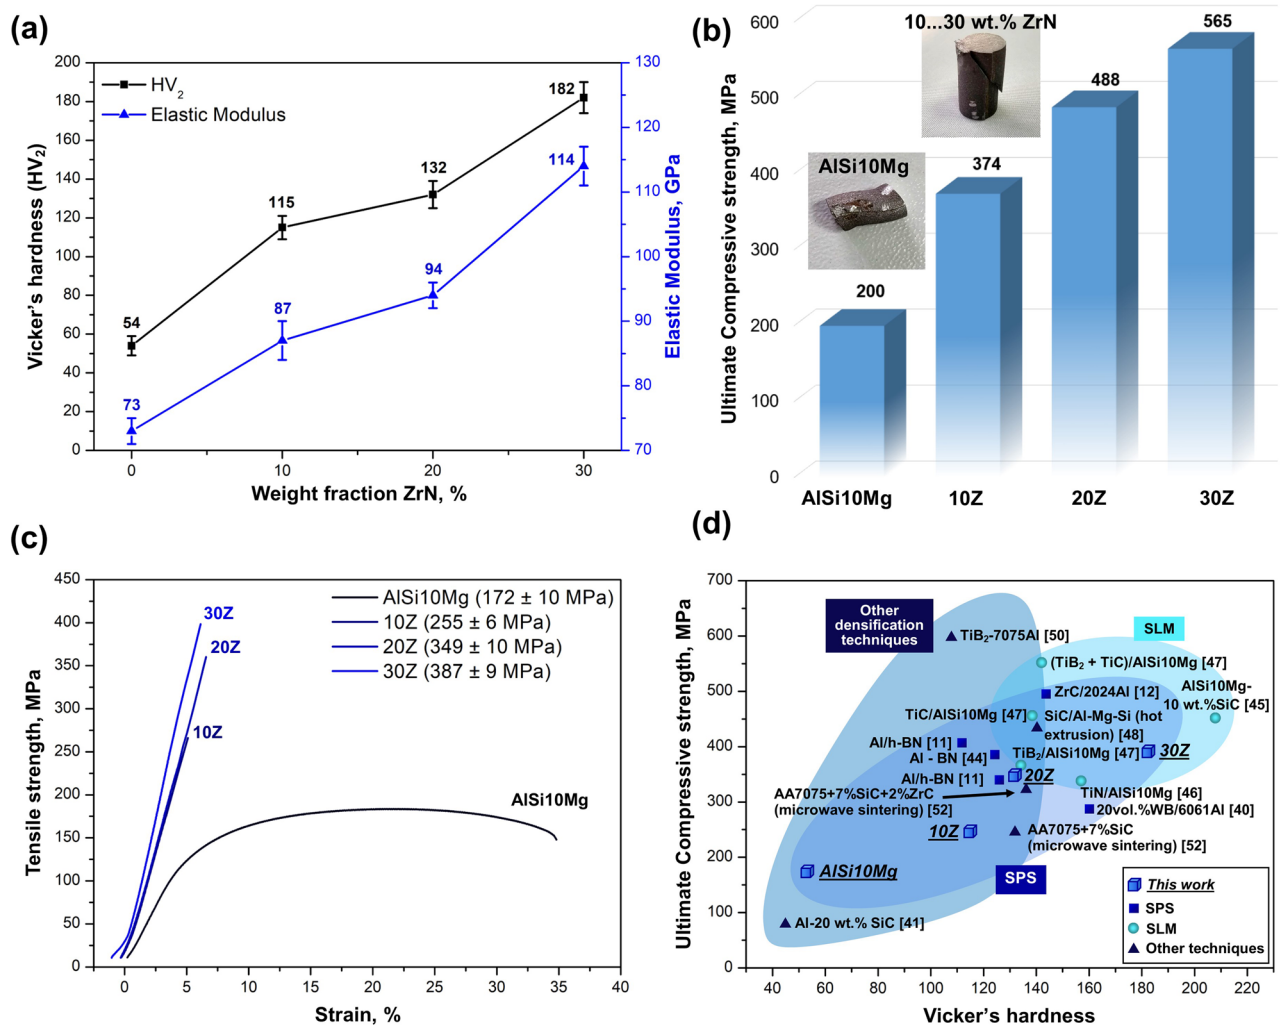 (a)
200
180
160
140
120
100
80
60
40
20
0
Vicker's hardness (HV₂)
HV₂
Elastic Modulus
54
115
132
182
73
87
94
114
130
120
110
100
90
80
70
Elastic Modulus, GPa
0
10
20
30
Weight fraction ZrN, %
(b)
600
500
400
300
200
100
0
Ultimate Compressive strength, MPa
10...30 wt.% ZrN
AlSi10Mg
200
374
488
565
AlSi10Mg
10Z
20Z
30Z
(c)
450
400
350
300
250
200
150
100
50
0
Tensile strength, MPa
AlSi10Mg (172 ± 10 MPa)
10Z (255 ± 6 MPa)
20Z (349 ± 10 MPa)
30Z (387 ± 9 MPa)
30Z
20Z
10Z
AlSi10Mg
0
5
10
15
20
25
30
35
40
Strain, %
(d)
700
600
500
400
300
200
100
0
Ultimate Compressive strength, MPa
Other
densification
techniques
SLM
SPS
TiB₂-7075Al [50]
(TiB₂ + TiC)/AlSi10Mg [47]
ZrC/2024Al [12]
AlSi10Mg-
10 wt.%SiC [45]
TiC/AlSi10Mg [47]
SiC/Al-Mg-Si (hot
extrusion) [48]
Al/h-BN [11]
Al - BN [44]
TiB₂/AlSi10Mg [47]
30Z
Al/h-BN [11]
20Z
AA7075+7%SiC+2%ZrC
(microwave sintering) [52]
TiN/AlSi10Mg [46]
20vol.%WB/6061Al [40]
10Z
AA7075+7%SiC
(microwave sintering) [52]
AlSi10Mg
Al-20 wt.% SiC [41]
This work
SPS
SLM
Other techniques
40
60
80
100
120
140
160
180
200
220
Vicker's hardness